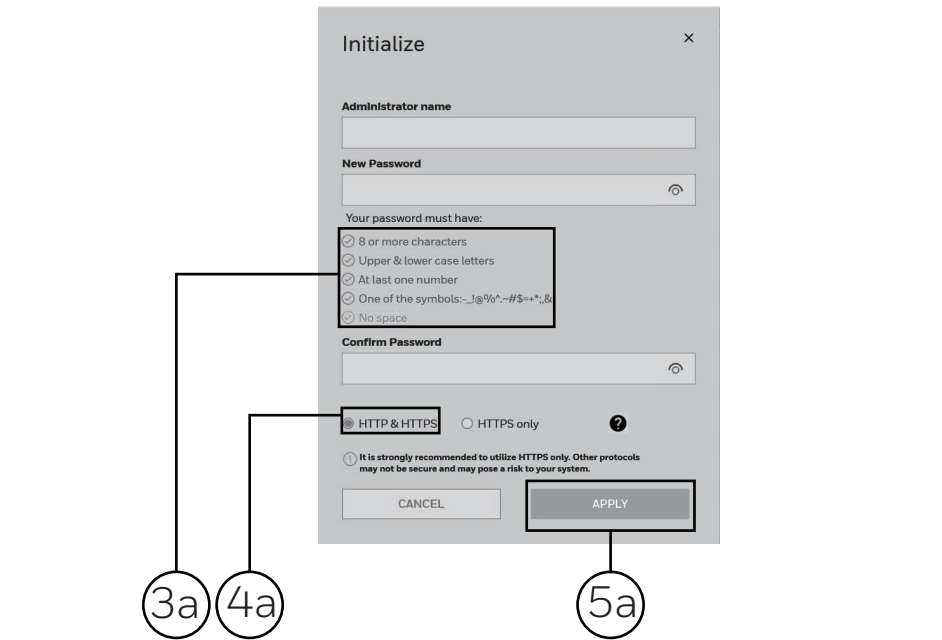 Initialize
Administrator name
New Password
Your password must have:
8 or more characters
Upper & lower case letters
At last one number
One of the symbols:-_!@%^.~#$=+*;,&
No space
Confirm Password
HTTP & HTTPS HTTPS only ?
It is strongly recommended to utilize HTTPS only. Other protocols
may not be secure and may pose a risk to your system.
CANCEL APPLY
3a 4a 5a